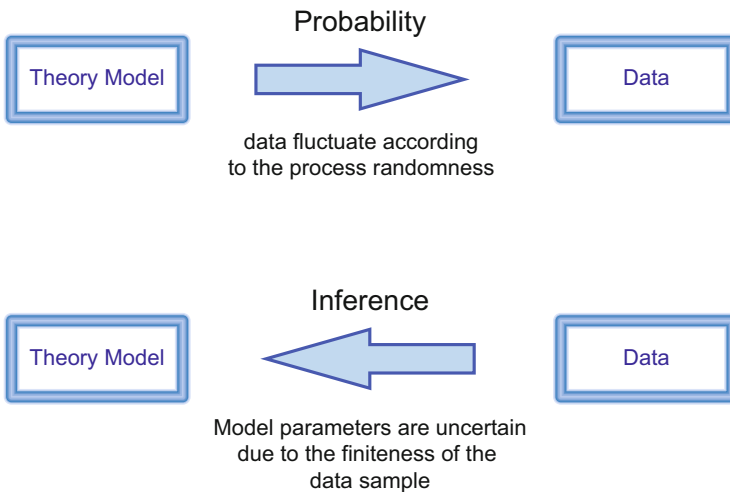 Probability
Theory Model
Data
data fluctuate according
to the process randomness
Inference
Theory Model
Data
Model parameters are uncertain
due to the finiteness of the
data sample